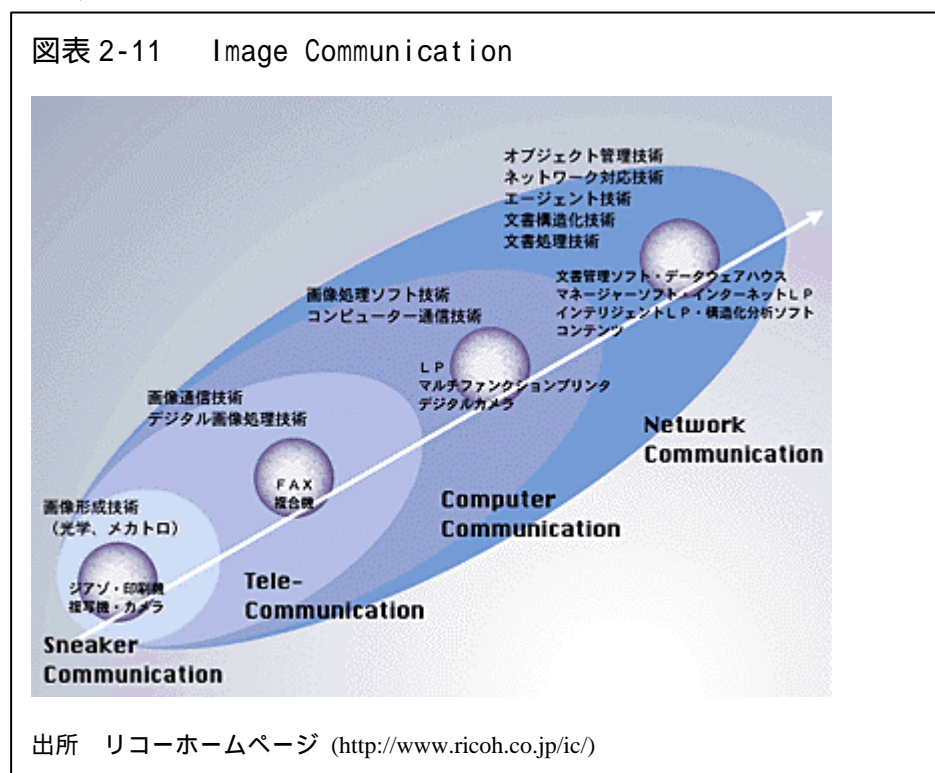 図表 2-11 Image Communication
オブジェクト管理技術
ネットワーク対応技術
エージェント技術
文書構造化技術
文書処理技術
文書管理ソフト・データウェアハウス
マネージャーソフト・インターネットLP
インテリジェントLP・構造化分析ソフト
コンテンツ
画像処理ソフト技術
コンピューター通信技術
LP
マルチファンクションプリンタ
デジタルカメラ
画像通信技術
デジタル画像処理技術
FAX
複合機
画像形成技術
(光学、メカトロ)
ジアゾ・印刷機
複写機・カメラ
Network
Communication
Computer
Communication
Tele-
Communication
Sneaker
Communication
出所 リコーホームページ (http://www.ricoh.co.jp/ic/)